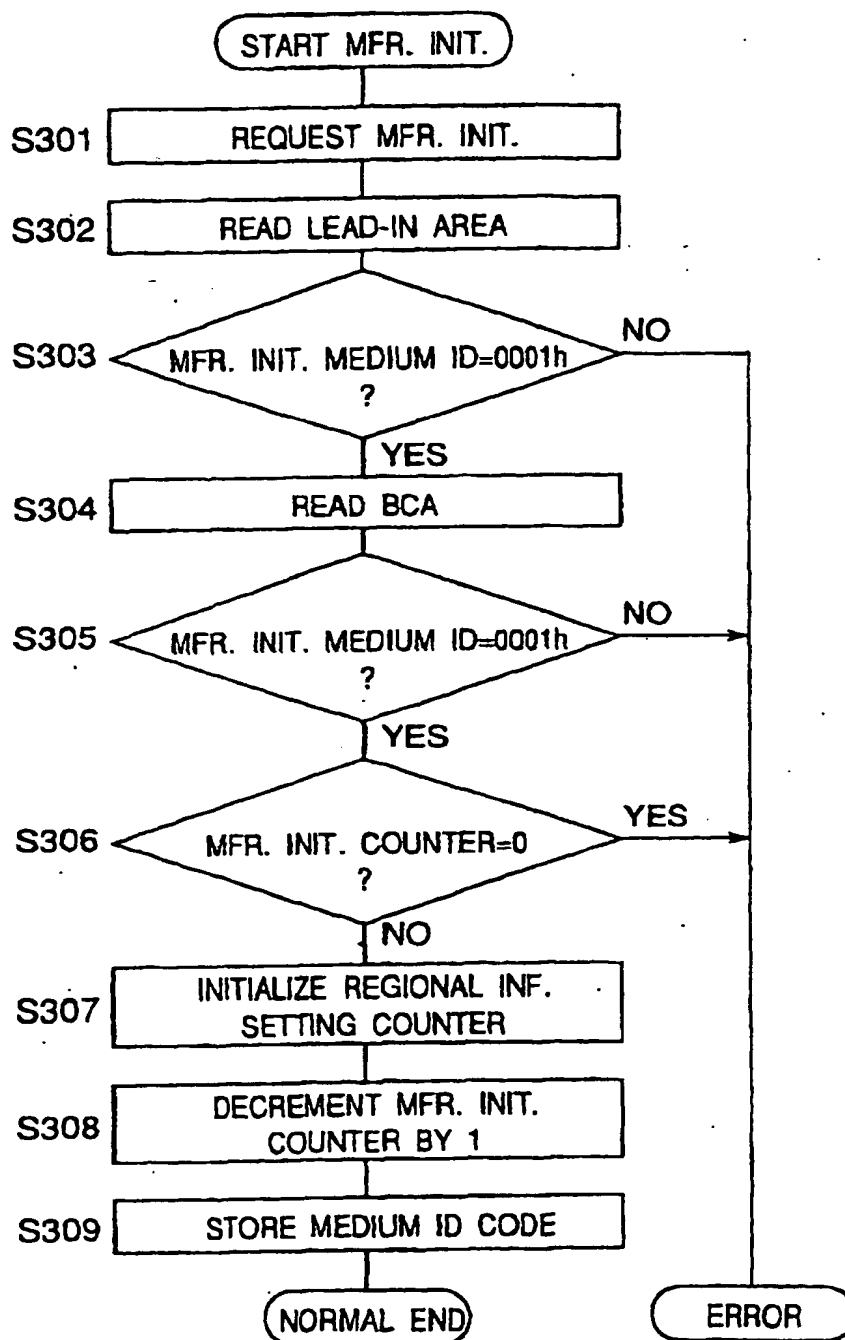 START MFR. INIT.
S301
REQUEST MFR. INIT.
S302
READ LEAD-IN AREA
S303
MFR. INIT. MEDIUM ID=0001h
?
NO
YES
S304
READ BCA
S305
MFR. INIT. MEDIUM ID=0001h
?
NO
YES
S306
MFR. INIT. COUNTER=0
?
YES
NO
S307
INITIALIZE REGIONAL INF.
SETTING COUNTER
S308
DECREMENT MFR. INIT.
COUNTER BY 1
S309
STORE MEDIUM ID CODE
NORMAL END
ERROR